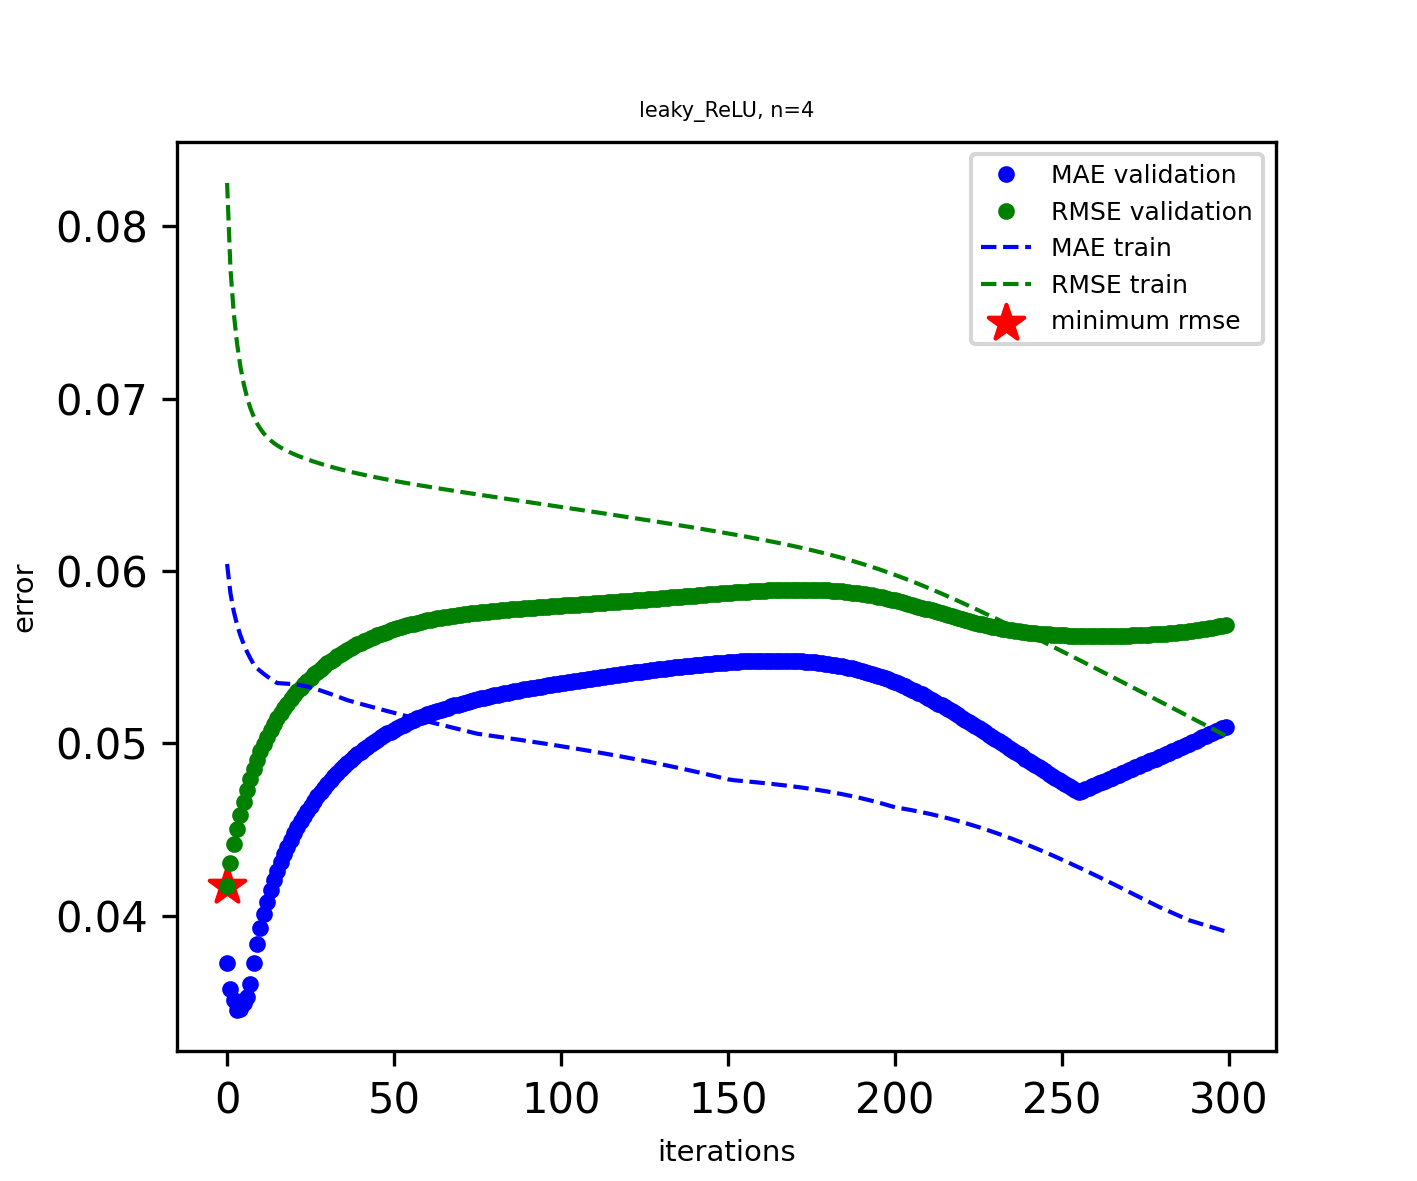 leaky_ReLU, n=4
MAE validation
RMSE validation
MAE train
RMSE train
minimum rmse
0.08
0.07
0.06
0.05
0.04
error
0 50 100 150 200 250 300
iterations